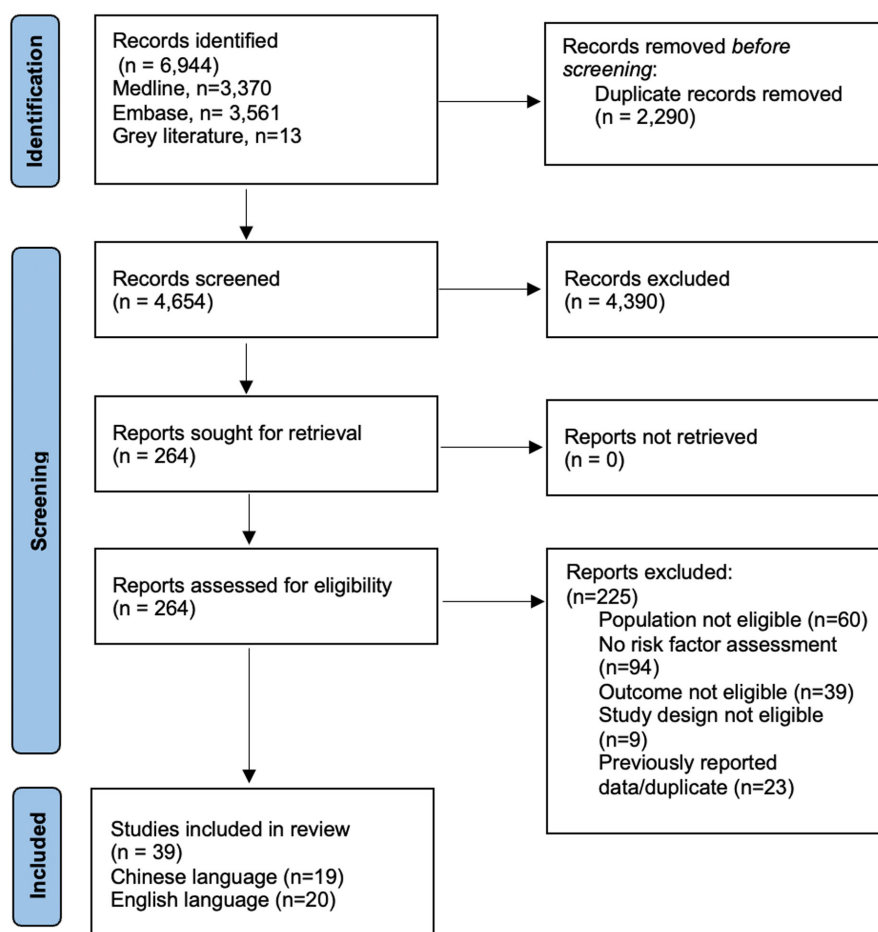 Identification
Records identified
(n = 6,944)
Medline, n=3,370
Embase, n= 3,561
Grey literature, n=13
Records removed before
screening:
Duplicate records removed
(n = 2,290)
Screening
Records screened
(n = 4,654)
Records excluded
(n = 4,390)
Reports sought for retrieval
(n = 264)
Reports not retrieved
(n = 0)
Reports assessed for eligibility
(n = 264)
Reports excluded:
(n=225)
Population not eligible (n=60)
No risk factor assessment
(n=94)
Outcome not eligible (n=39)
Study design not eligible
(n=9)
Previously reported
data/duplicate (n=23)
Included
Studies included in review
(n = 39)
Chinese language (n=19)
English language (n=20)